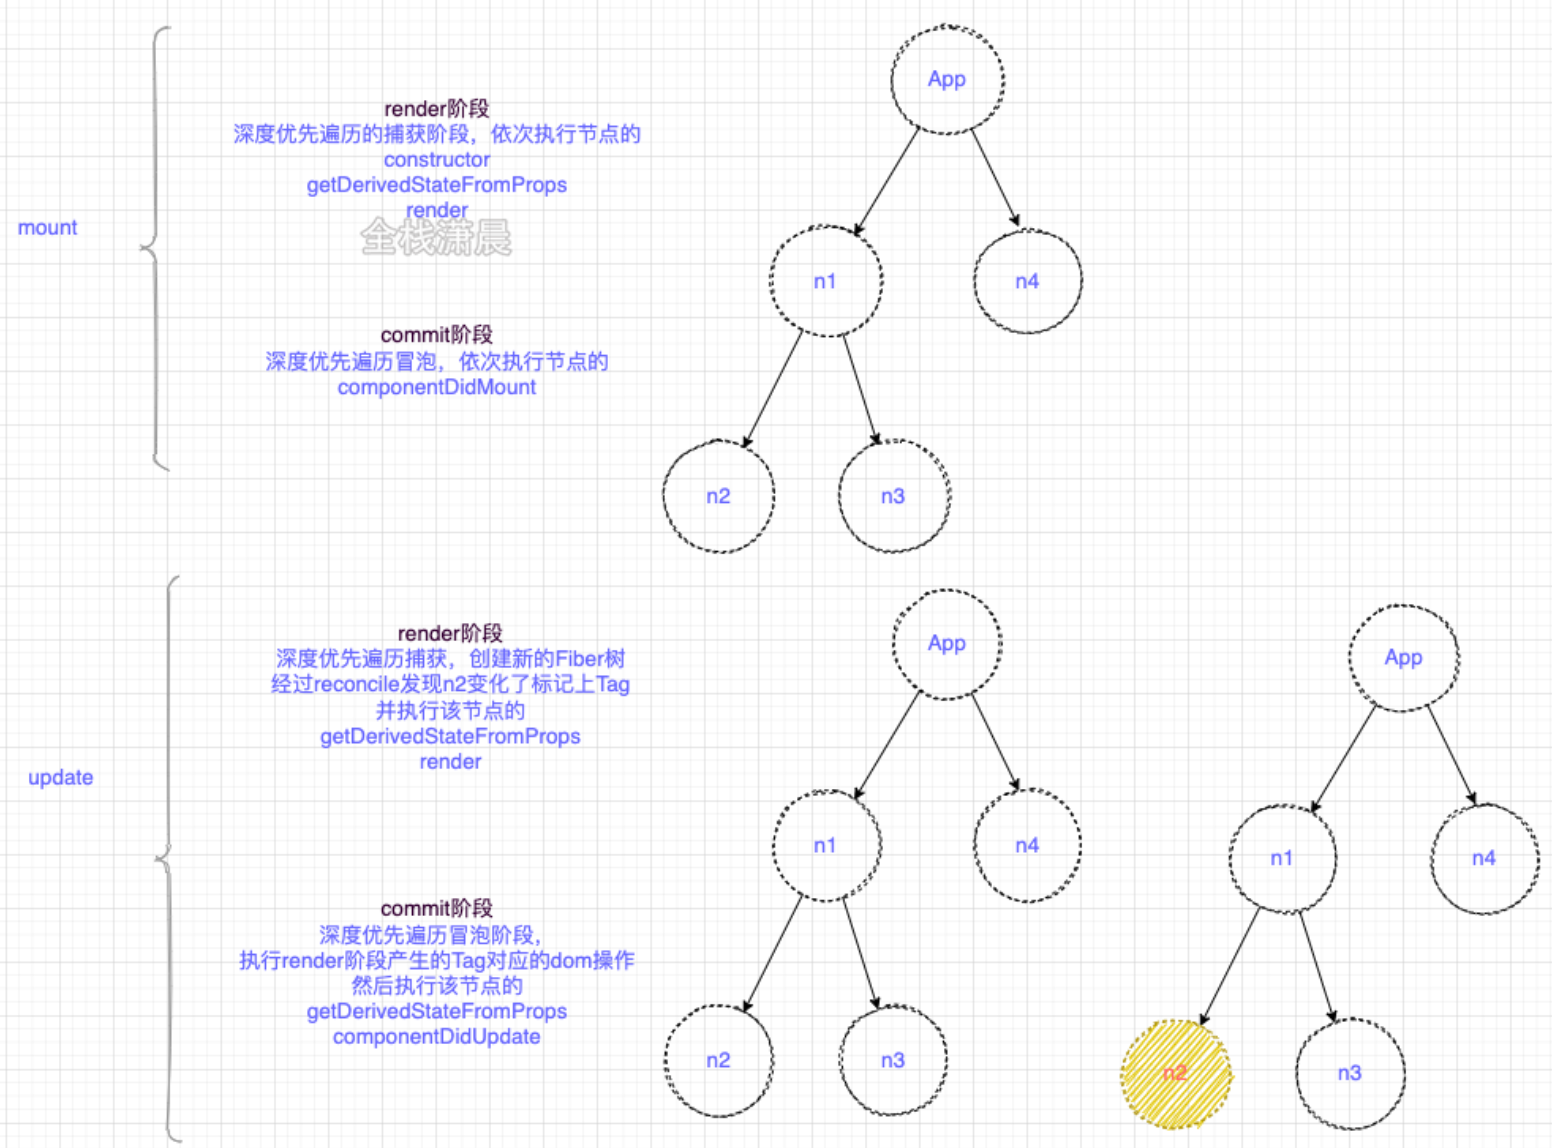 App
render阶段
深度优先遍历的捕获阶段，依次执行节点的
constructor
getDerivedStateFromProps
render
mount
全栈潇晨
n1
n4
commit阶段
深度优先遍历冒泡，依次执行节点的
componentDidMount
n2
n3
render阶段
深度优先遍历捕获，创建新的Fiber树
经过reconcile发现n2变化了标记上Tag
并执行该节点的
getDerivedStateFromProps
render
update
App
App
n1
n4
n1
n4
commit阶段
深度优先遍历冒泡阶段，
执行render阶段产生的Tag对应的dom操作
然后执行该节点的
getDerivedStateFromProps
componentDidUpdate
n2
n3
n2
n3